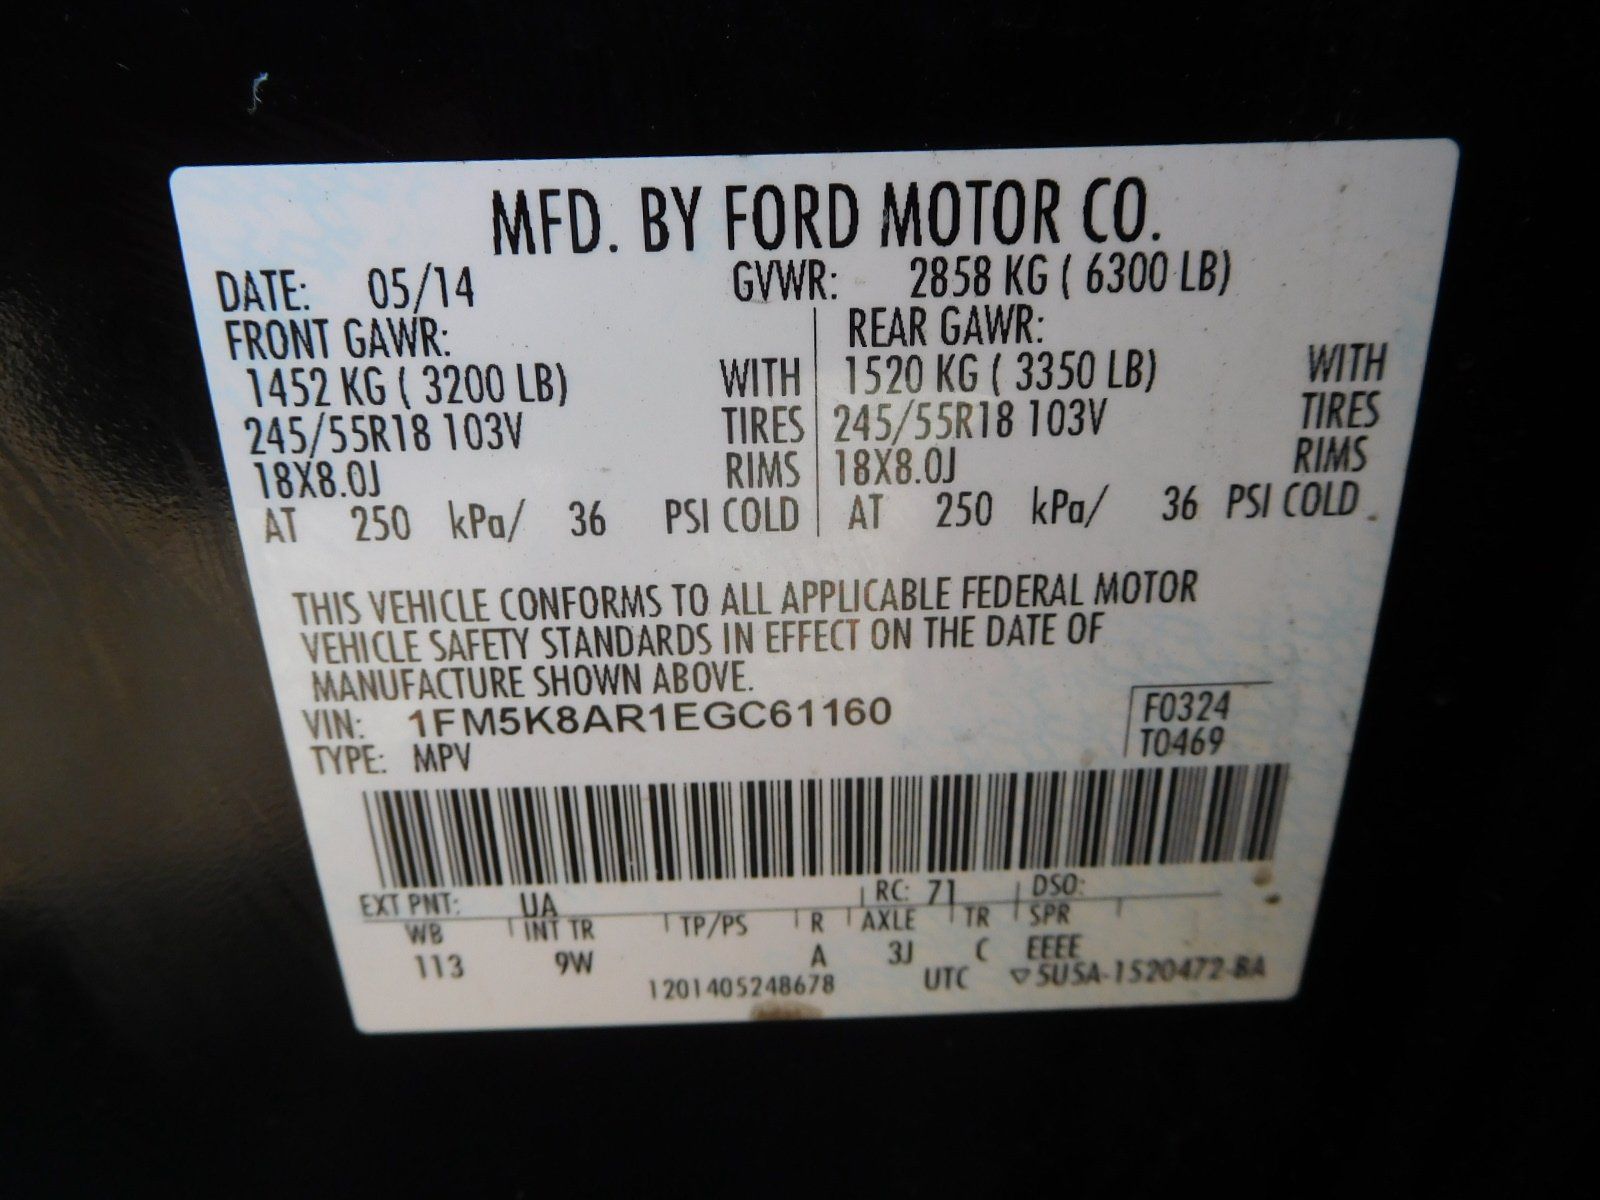 MFD. BY FORD MOTOR CO.
DATE: 05/14 GVWR: 2858 KG ( 6300 LB)
FRONT GAWR: REAR GAWR:
1452 KG ( 3200 LB) WITH 1520 KG ( 3350 LB) WITH
245/55R18 103V TIRES 245/55R18 103V TIRES
18X8.0J RIMS 18X8.0J RIMS
AT 250 kPa/ 36 PSI COLD AT 250 kPa/ 36 PSI COLD
THIS VEHICLE CONFORMS TO ALL APPLICABLE FEDERAL MOTOR
VEHICLE SAFETY STANDARDS IN EFFECT ON THE DATE OF
MANUFACTURE SHOWN ABOVE.
VIN: 1FM5K8AR1EGC61160 F0324
TYPE: MPV T0469
EXT PNT: UA RC: 71 DSO:
WB INT TR TP/PS R AXLE TR SPR
113 9W A 3J C EEEE
1201405248678 UTC ▽5U5A-1520472-BA